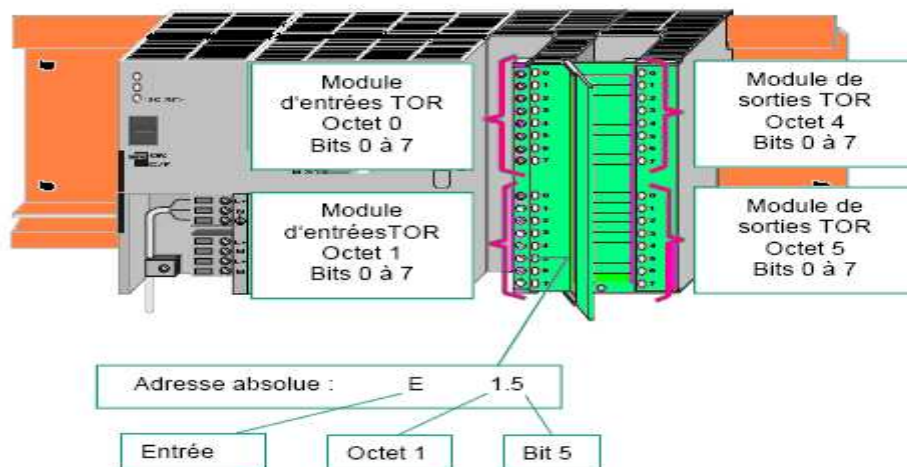 Module
d'entrées TOR
Octet 0
Bits 0 à 7
Module de
sorties TOR
Octet 4
Bits 0 à 7
Module
d'entréesTOR
Octet 1
Bits 0 à 7
Module de
sorties TOR
Octet 5
Bits 0 à 7
Adresse absolue : E 1.5
Entrée
Octet 1
Bit 5